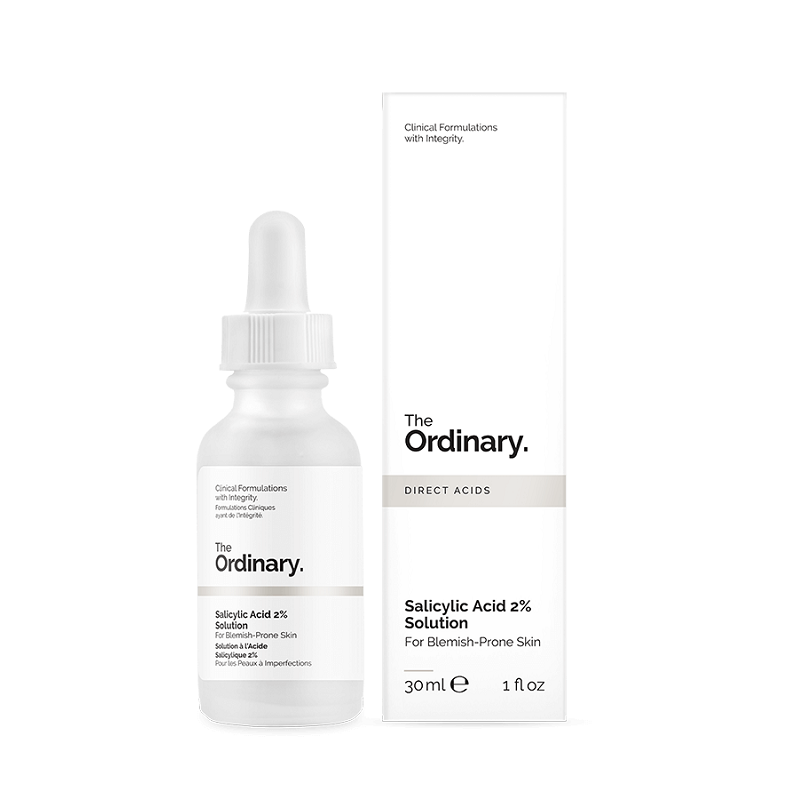 Clinical Formulations
with Integrity.
Formulations Cliniques
ayant de l'Intégrité.
The
Ordinary.
Salicylic Acid 2%
Solution
For Blemish-Prone Skin
Solution à l'Acide
Salicylique 2%
Pour les Peaux à Imperfections
Clinical Formulations
with Integrity.
The
Ordinary.
DIRECT ACIDS
Salicylic Acid 2%
Solution
For Blemish-Prone Skin
30 ml ℮ 1 fl oz